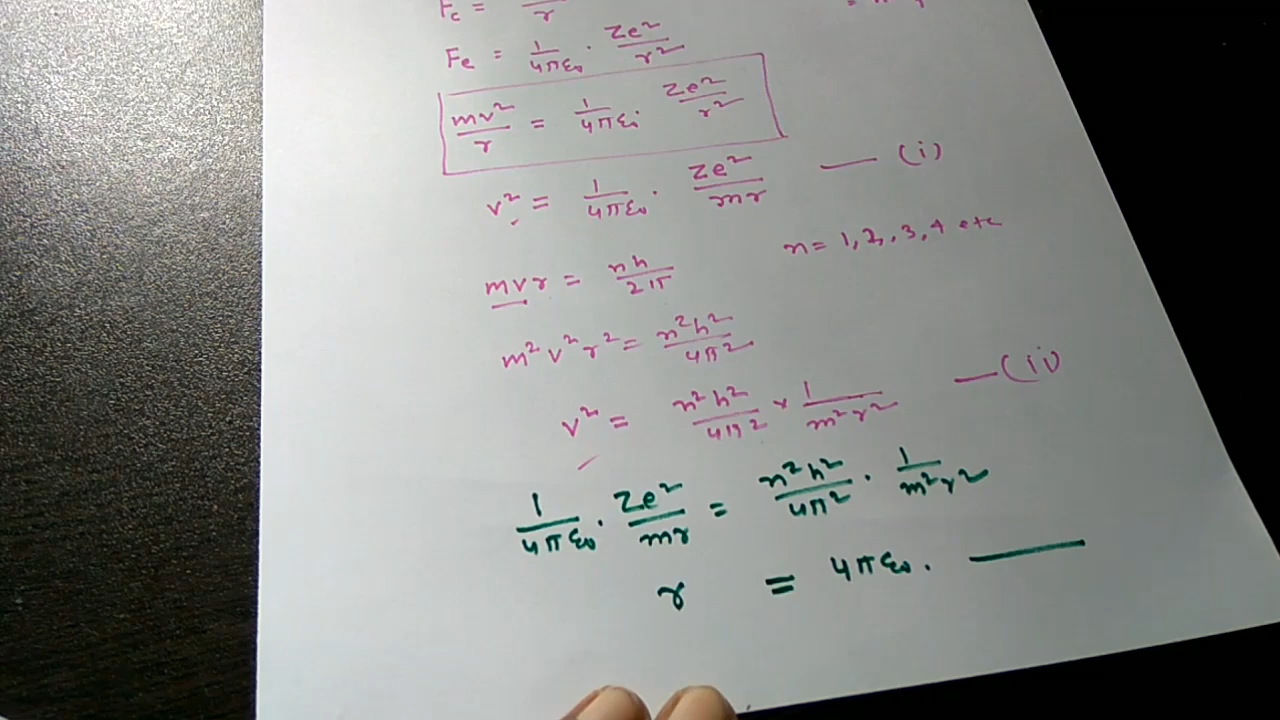 Fc = / r
Fe = 1/4πε₀ · Ze²/r²
mv²/r = 1/4πε₀ · Ze²/r²
v² = 1/4πε₀ · Ze²/mr — (i)
mvr = nh/2π n = 1, 2, 3, 4 etc
m²v²r² = n²h²/4π²
v² = n²h²/4π² × 1/m²r² — (ii)
1/4πε₀ · Ze²/mr = n²h²/4π² · 1/m²r²
r = 4πε₀ ·